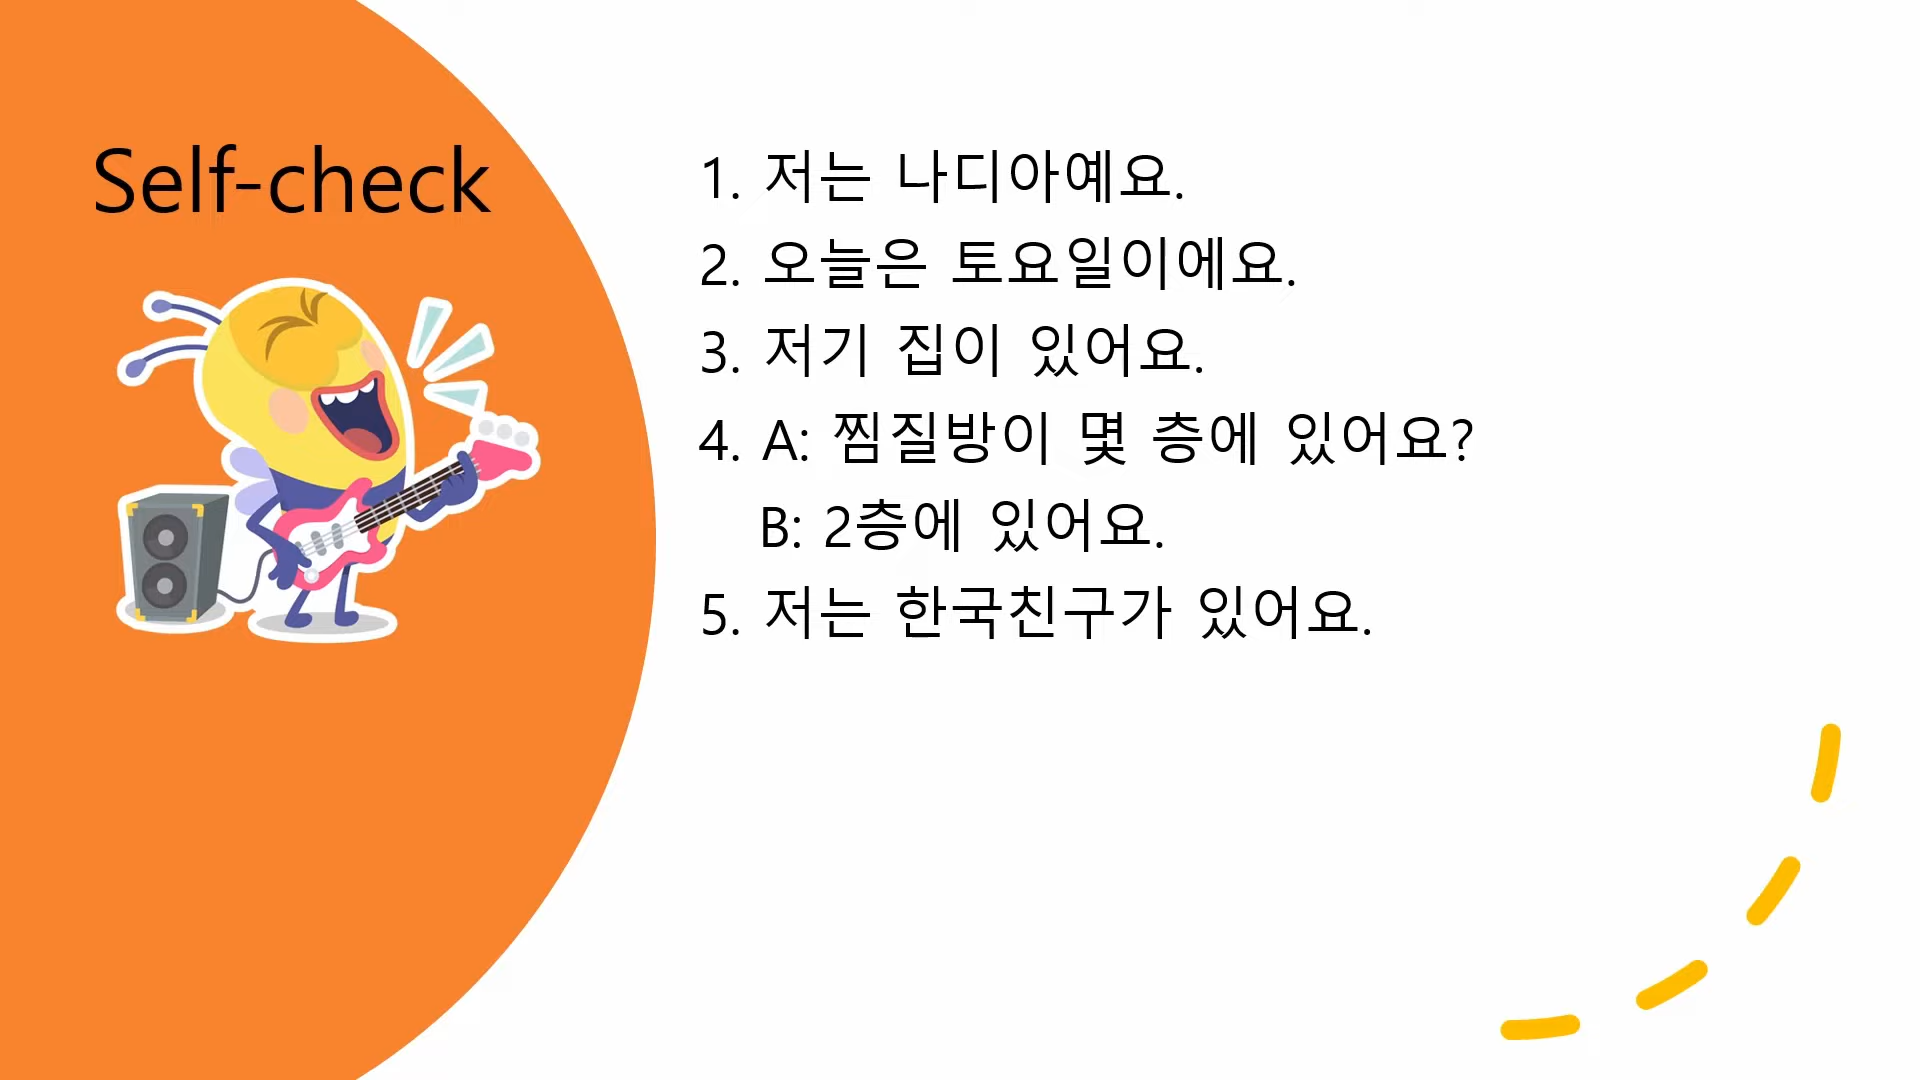 Self-check
1. 저는 나디아예요.
2. 오늘은 토요일이에요.
3. 저기 집이 있어요.
4. A: 찜질방이 몇 층에 있어요?
B: 2층에 있어요.
5. 저는 한국친구가 있어요.